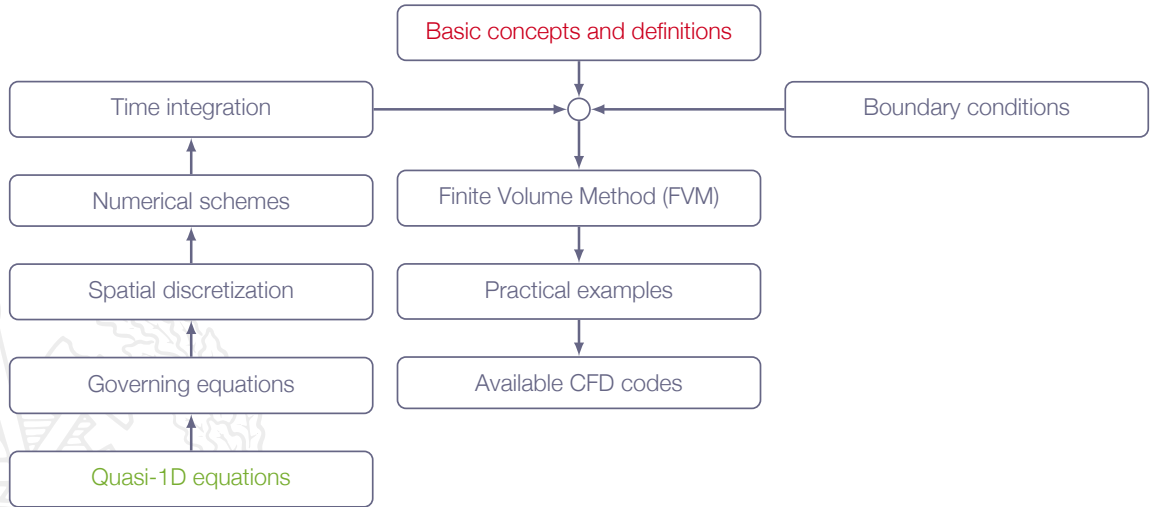 Basic concepts and definitions
Time integration
Boundary conditions
Numerical schemes
Finite Volume Method (FVM)
Spatial discretization
Practical examples
Governing equations
Available CFD codes
Quasi-1D equations